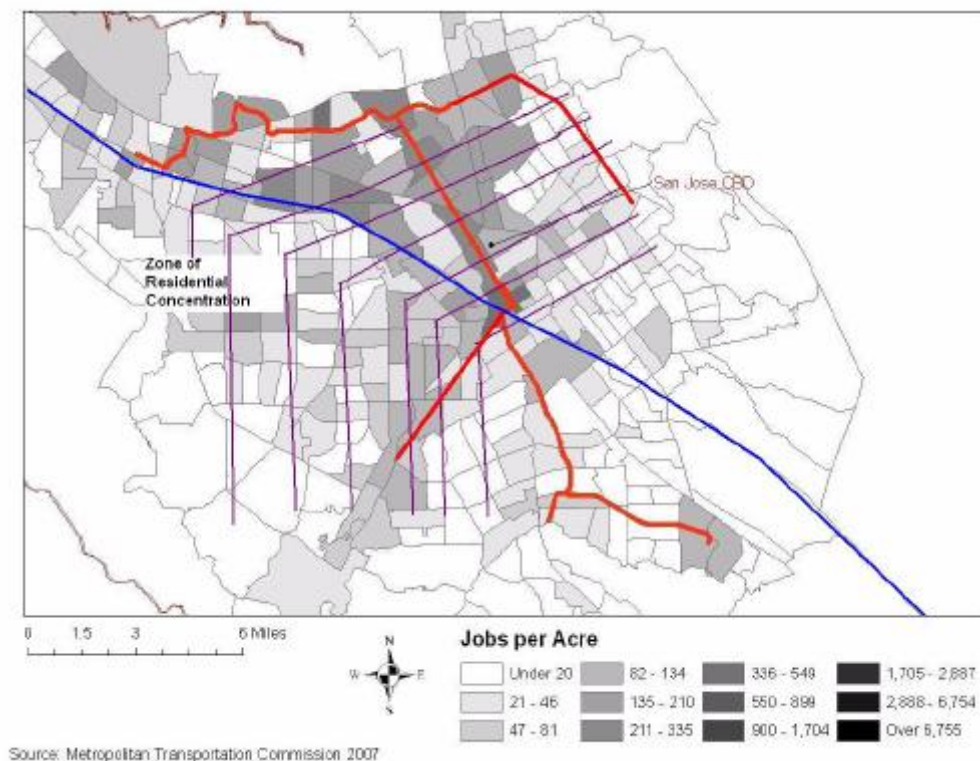 San Jose CBD
Zone of
Residential
Concentration
0 1.5 3 6 Miles
N
W E
S
Jobs per Acre
Under 20
21 - 46
47 - 81
82 - 134
135 - 210
211 - 335
336 - 549
550 - 899
900 - 1,704
1,705 - 2,887
2,888 - 6,754
Over 6,755
Source: Metropolitan Transportation Commission 2007